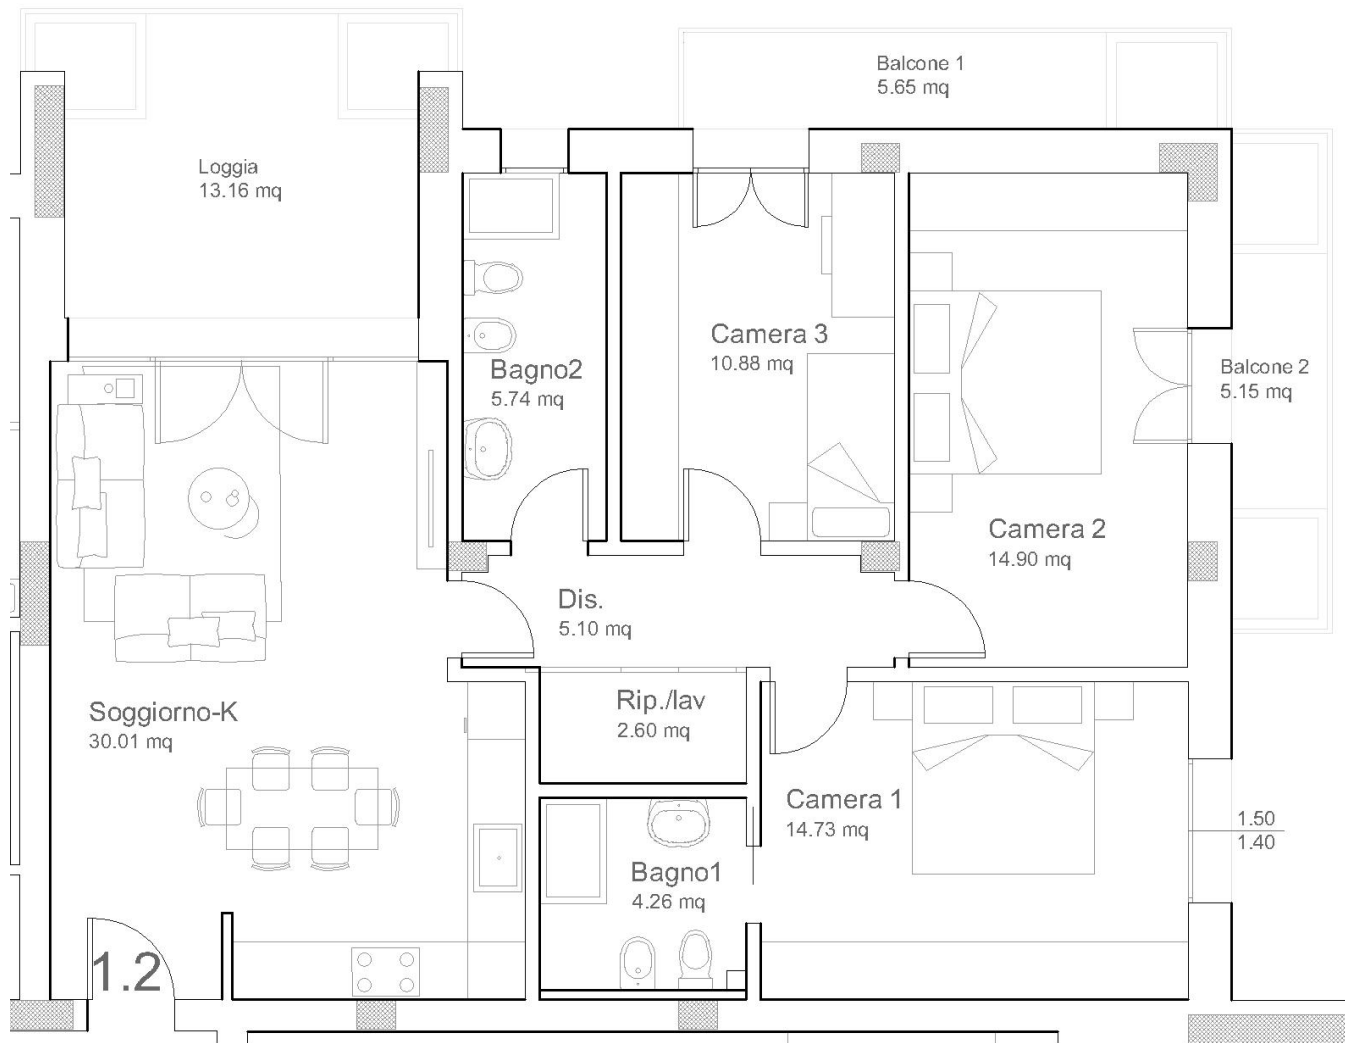 Balcone 1
5.65 mq
Loggia
13.16 mq
Camera 3
10.88 mq
Bagno2
5.74 mq
Balcone 2
5.15 mq
Camera 2
14.90 mq
Dis.
5.10 mq
Rip./lav
2.60 mq
Soggiorno-K
30.01 mq
Camera 1
14.73 mq
1.50
1.40
Bagno1
4.26 mq
1.2